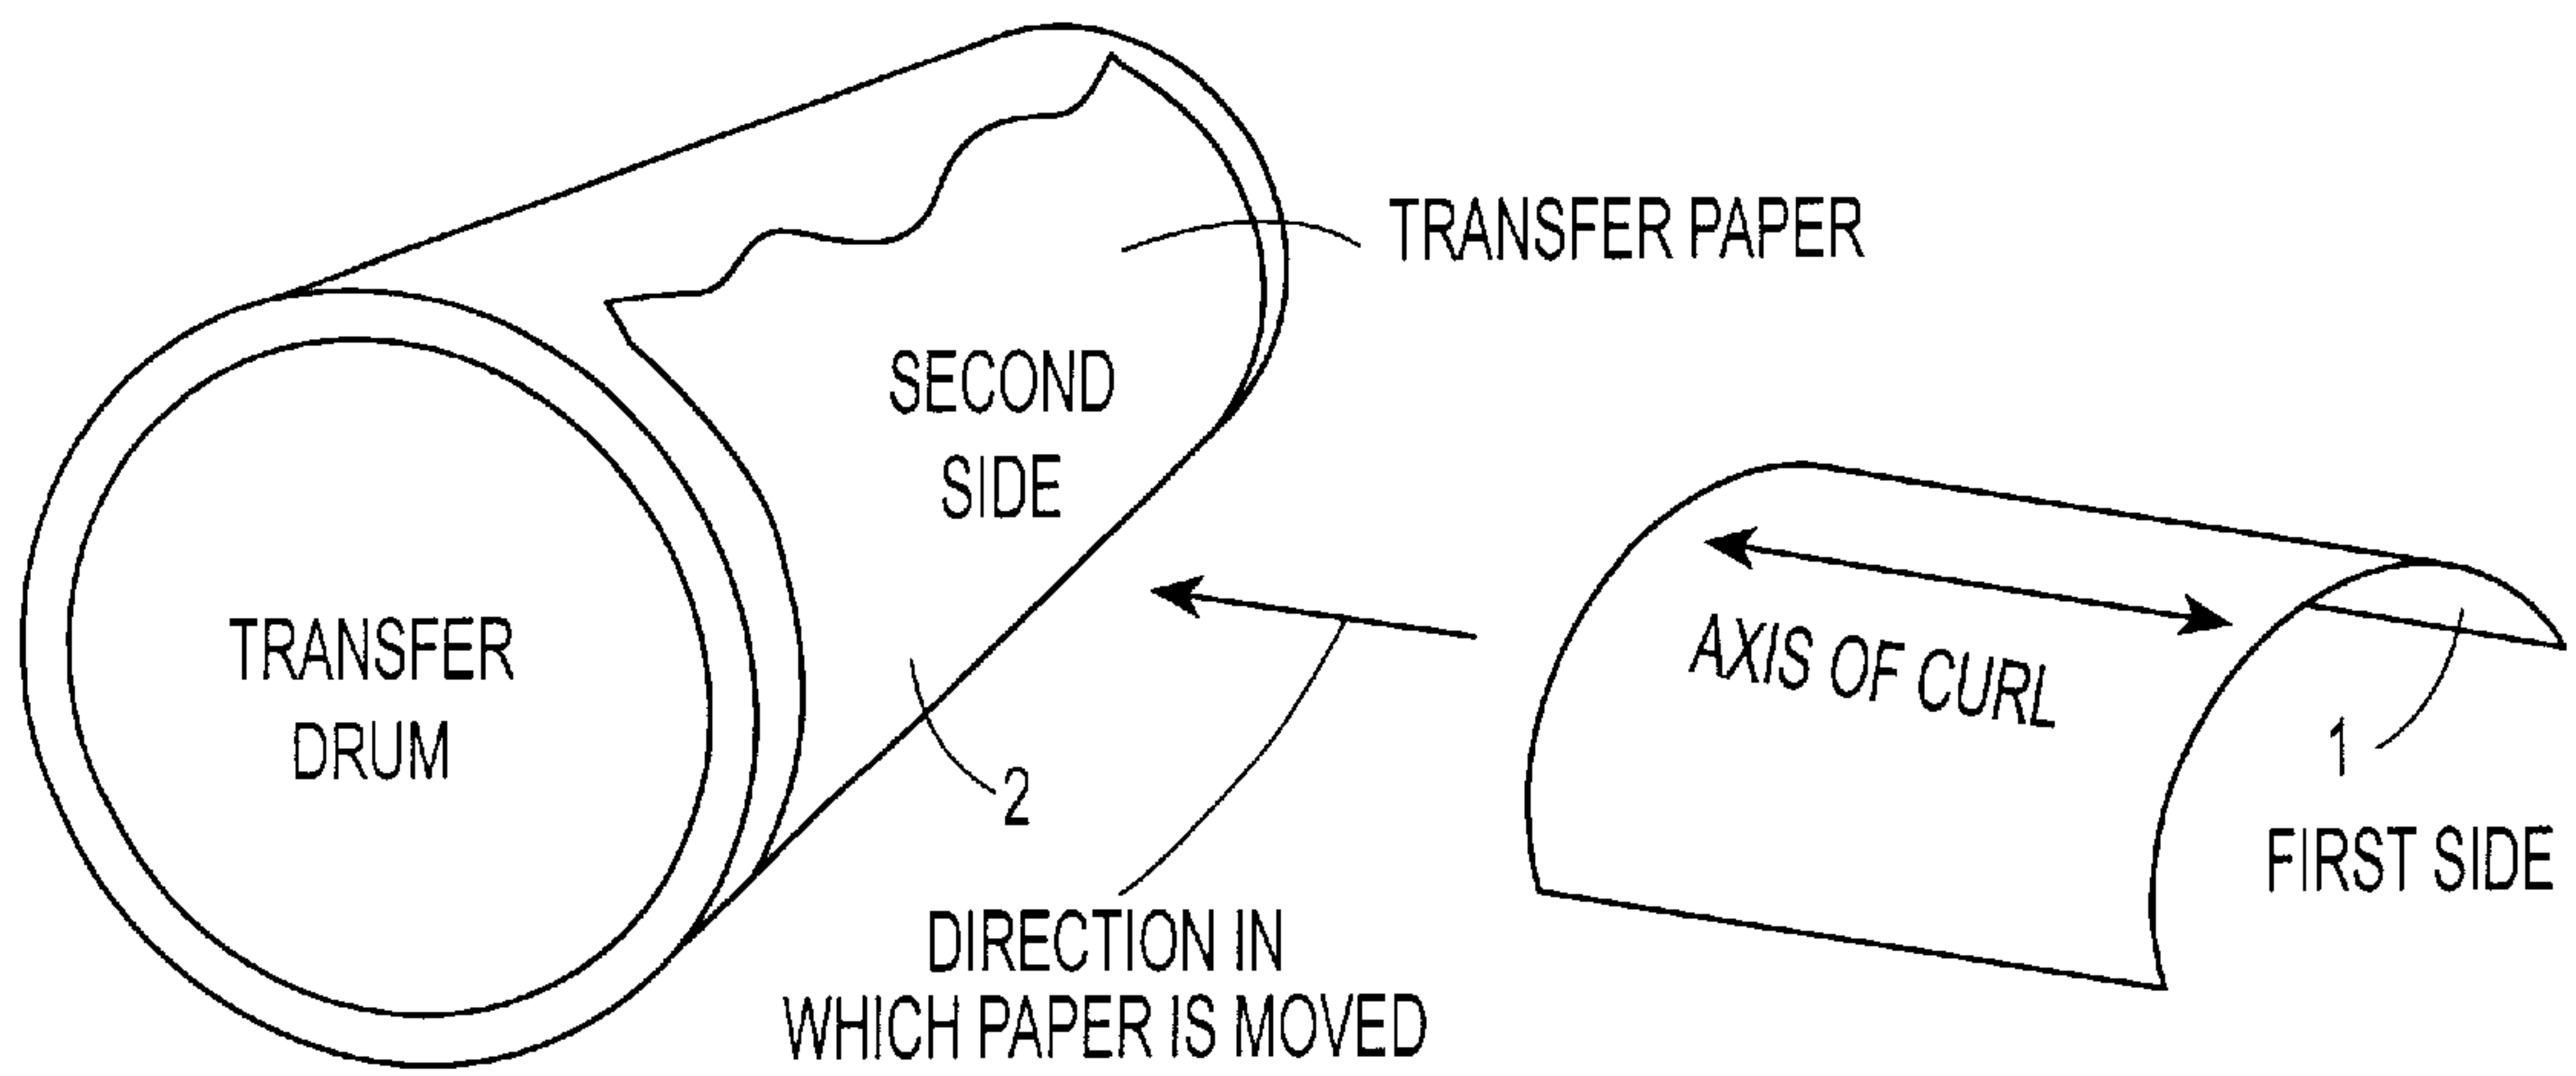 TRANSFER PAPER
SECOND
SIDE
TRANSFER
DRUM
2
AXIS OF CURL
1
FIRST SIDE
DIRECTION IN
WHICH PAPER IS MOVED